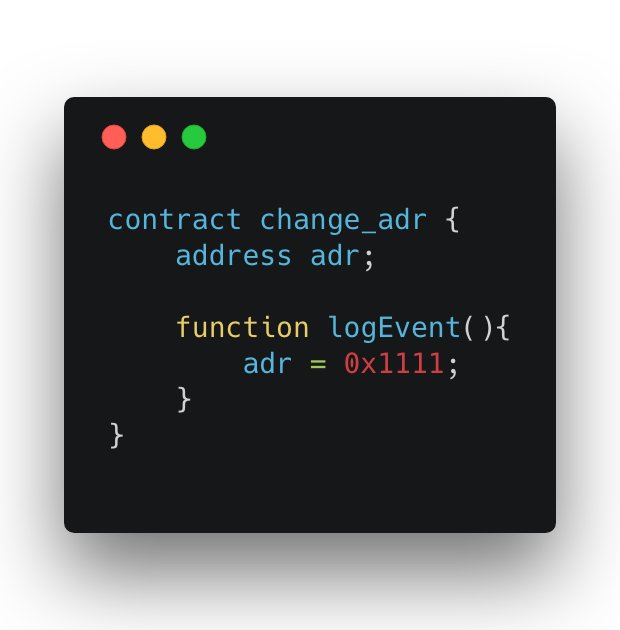 contract change_adr {
    address adr;

    function logEvent(){
        adr = 0x1111;
    }
}